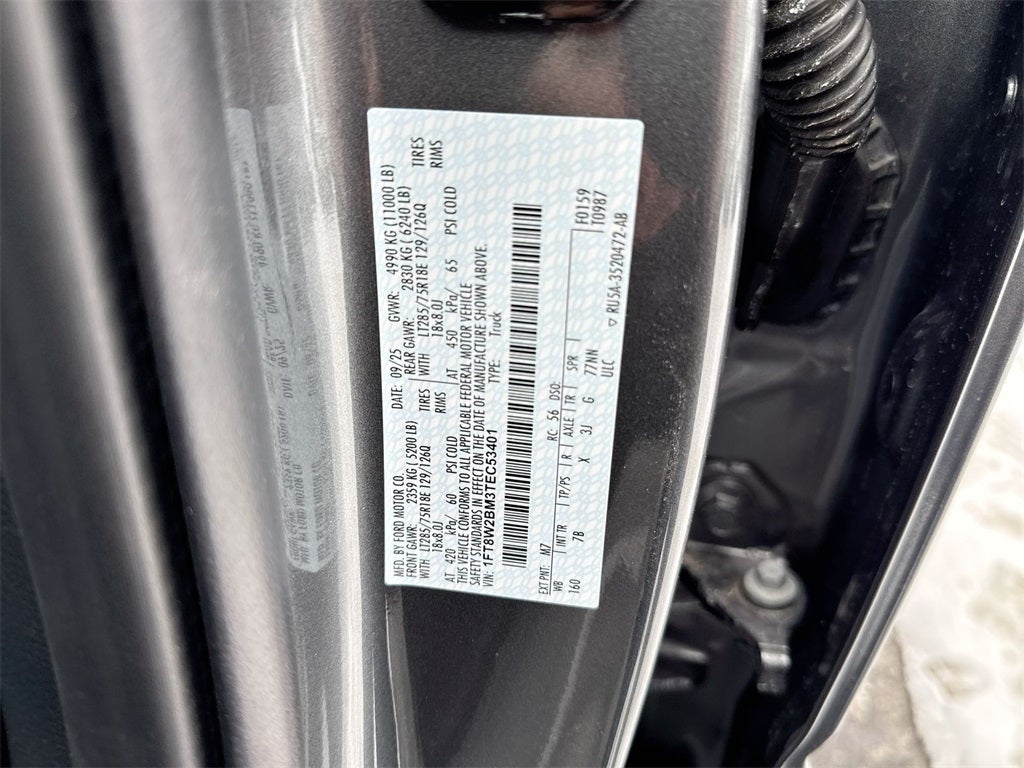 MFD. BY FORD MOTOR CO.
DATE: 09/25 GVWR: 4990 KG (11000 LB)
FRONT GAWR: 2359 KG ( 5200 LB) REAR GAWR: 2830 KG ( 6240 LB)
WITH LT285/75R18E 129/126Q TIRES WITH LT285/75R18E 129/126Q TIRES
18x8.0J RIMS 18x8.0J RIMS
AT 420 kPa/ 60 PSI COLD AT 450 kPa/ 65 PSI COLD
THIS VEHICLE CONFORMS TO ALL APPLICABLE FEDERAL MOTOR VEHICLE
SAFETY STANDARDS IN EFFECT ON THE DATE OF MANUFACTURE SHOWN ABOVE.
VIN: 1FT8W2BM3TEC53401 TYPE: Truck
F0159
T0987
EXT PNT: M7 RC: 56 DSO:
WB INT TR TP/PS R AXLE TR SPR
160 7B X 3J G 77NN
ULC
▽ RU5A-3520472-AB